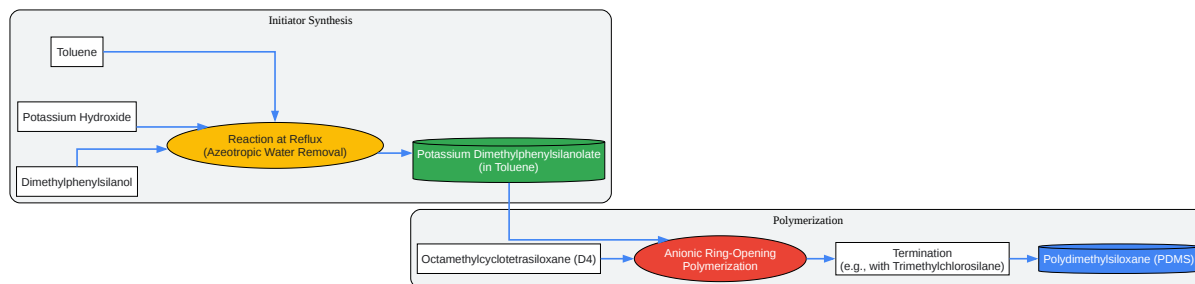 Initiator Synthesis
Toluene
Potassium Hydroxide
Dimethylphenylsilanol
Reaction at Reflux
(Azeotropic Water Removal)
Potassium Dimethylphenylsilanolate
(in Toluene)
Polymerization
Octamethylcyclotetrasiloxane (D4)
Anionic Ring-Opening
Polymerization
Termination
(e.g., with Trimethylchlorosilane)
Polydimethylsiloxane (PDMS)